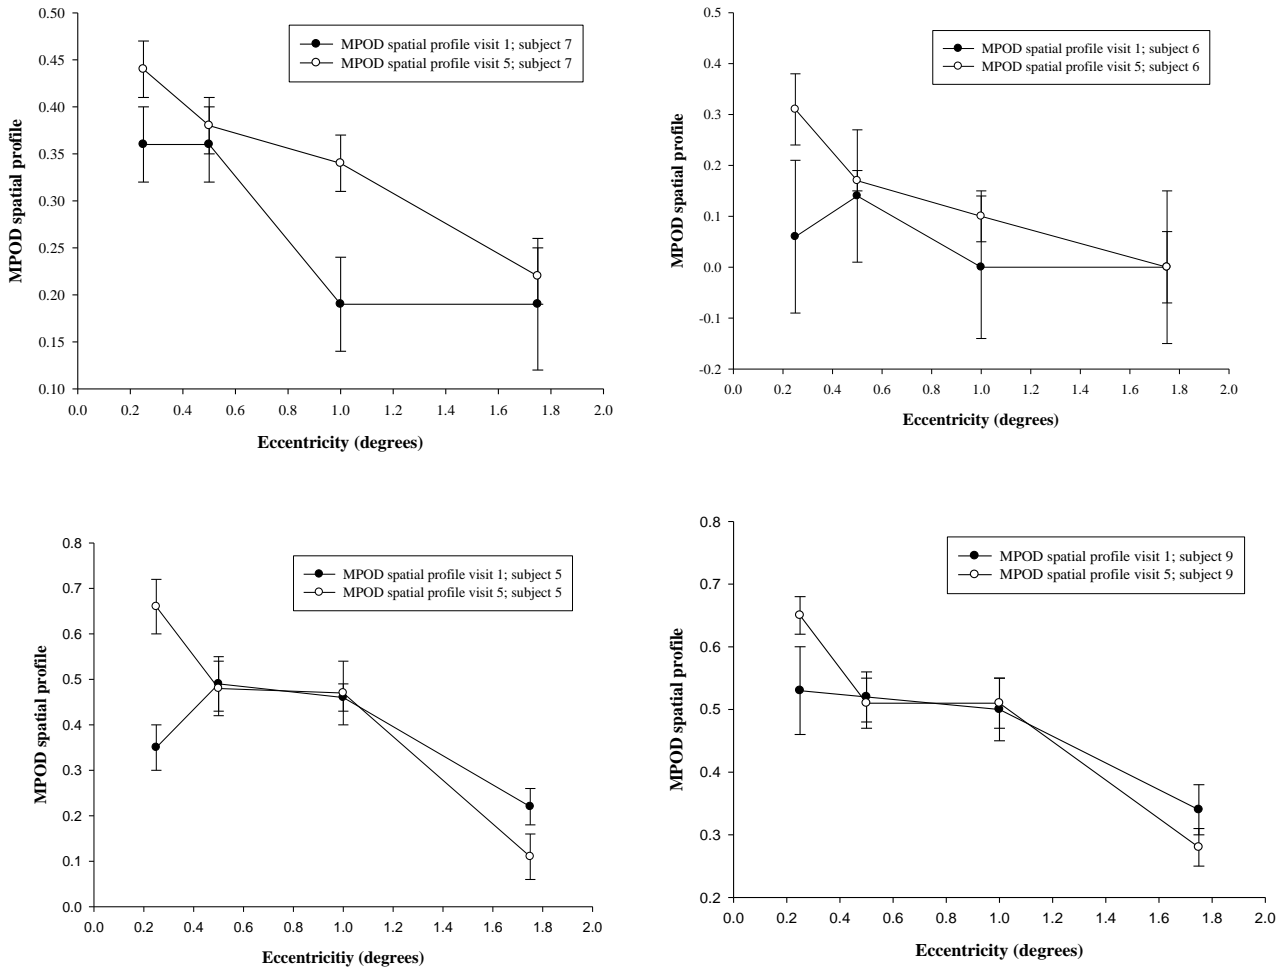 MPOD spatial profile
0.50
0.45
0.40
0.35
0.30
0.25
0.20
0.15
0.10
MPOD spatial profile visit 1; subject 7
MPOD spatial profile visit 5; subject 7
0.0 0.2 0.4 0.6 0.8 1.0 1.2 1.4 1.6 1.8 2.0
Eccentricity (degrees)
MPOD spatial profile
0.5
0.4
0.3
0.2
0.1
0.0
-0.1
-0.2
MPOD spatial profile visit 1; subject 6
MPOD spatial profile visit 5; subject 6
0.0 0.2 0.4 0.6 0.8 1.0 1.2 1.4 1.6 1.8 2.0
Eccentricity (degrees)
MPOD spatial profile
0.8
0.7
0.6
0.5
0.4
0.3
0.2
0.1
0.0
MPOD spatial profile visit 1; subject 5
MPOD spatial profile visit 5; subject 5
0.0 0.2 0.4 0.6 0.8 1.0 1.2 1.4 1.6 1.8 2.0
Eccentricitiy (degrees)
MPOD spatial profile
0.8
0.7
0.6
0.5
0.4
0.3
0.2
MPOD spatial profile visit 1; subject 9
MPOD spatial profile visit 5; subject 9
0.0 0.2 0.4 0.6 0.8 1.0 1.2 1.4 1.6 1.8 2.0
Eccentricity (degrees)